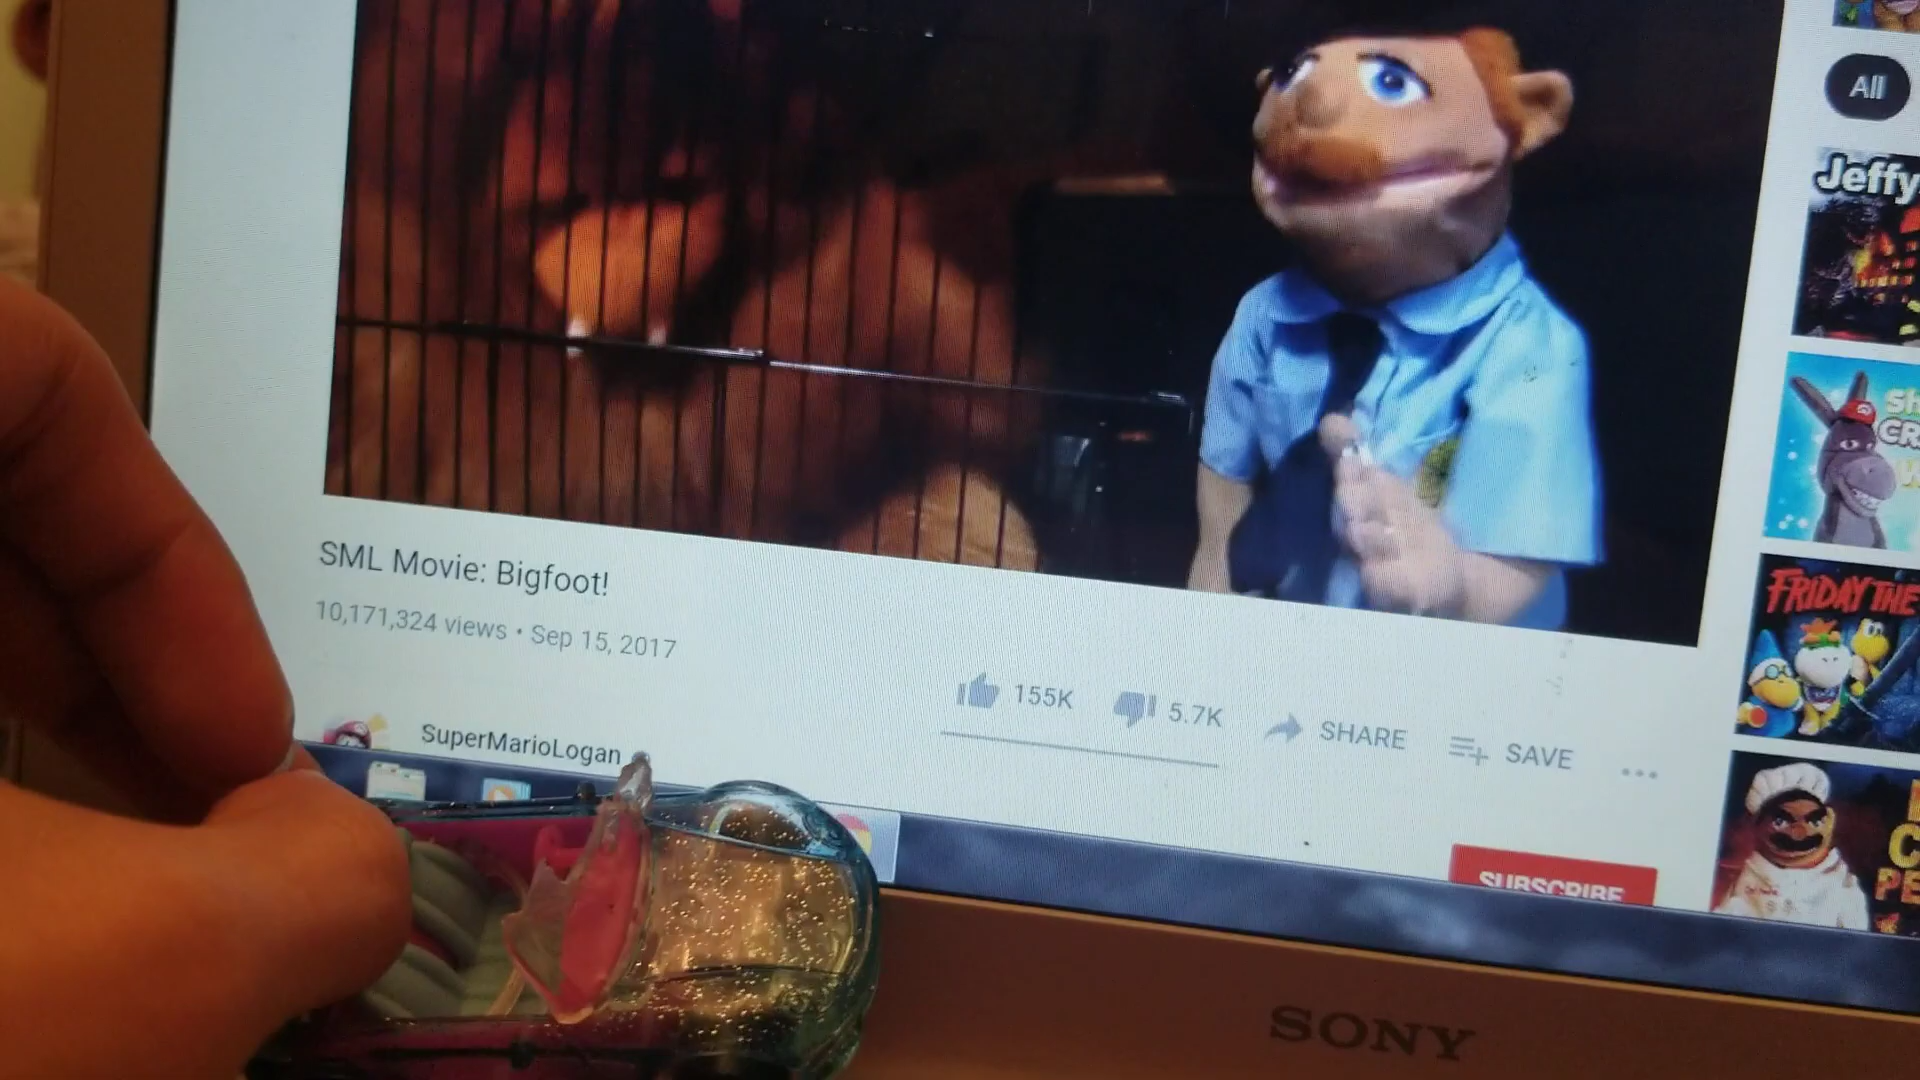 All
Jeffy
FRIDAY THE
SML Movie: Bigfoot!
10,171,324 views • Sep 15, 2017
155K
5.7K
SHARE
SAVE
SuperMarioLogan
SUBSCRIBE
SONY